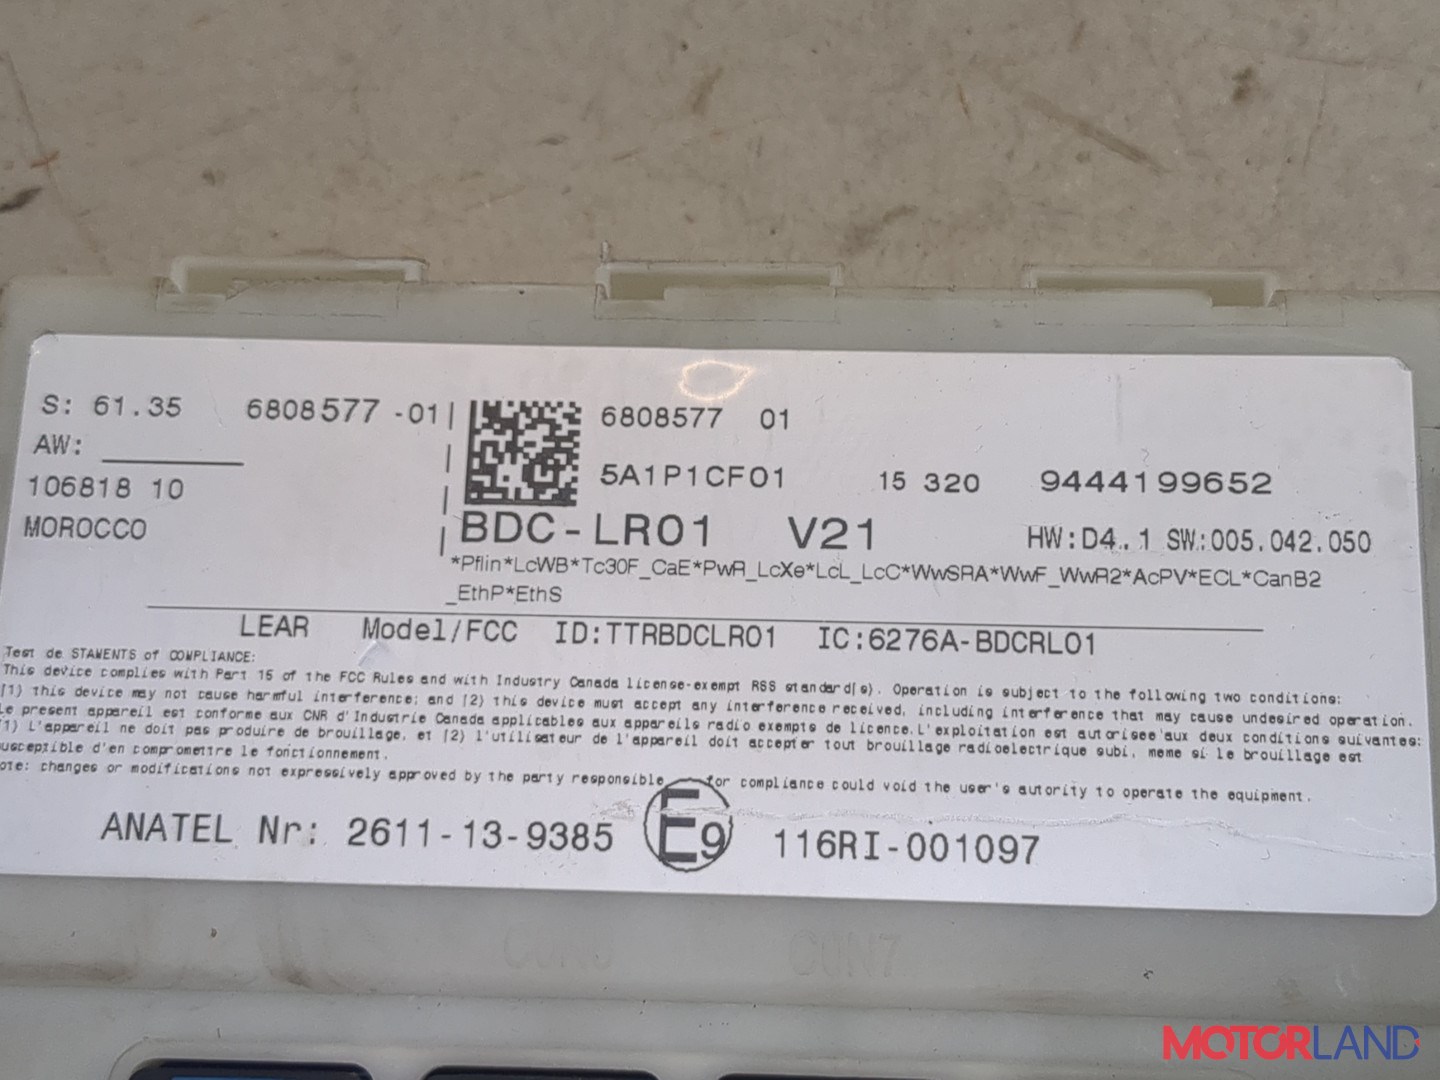 S: 61.35 6808577 -01 6808577 01
AW:
5A1P1CF01 15 320 9444199652
106818 10
MOROCCO
BDC-LR01 V21 HW:D4..1 SW:005.042.050
*Pflin*LcWB*Tc30F_CaE*PwR_LcXe*LcL_LcC*WwSRA*WwF_WwR2*AcPV*ECL*CanB2
_EthP*EthS
LEAR Model/FCC ID:TTRBDCLR01 IC:6276A-BDCRL01
Test de STAMENTS of COMPLIANCE:
This device complies with Part 15 of the FCC Rules and with Industry Canada license-exempt RSS standard(s). Operation is subject to the following two conditions:
(1) this device may not cause harmful interference; and (2) this device must accept any interference received, including interference that may cause undesired operation.
Le present appareil est conforme aux CNR d'Industrie Canada applicables aux appareils radio exempts de licence.L'exploitation est autorisee'aux deux conditions suivantes:
(1) L'appareil ne doit pas produire de brouillage, et (2) l'utilisateur de l'appareil doit accepter tout brouillage radioelectrique subi, meme si le brouillage est
usceptible d'en compromettre le fonctionnement.
ote: changes or modifications not expressively approved by the party responsible for compliance could void the user's autority to operate the equipment.
ANATEL Nr: 2611-13-9385 E9 116RI-001097
CON7
MOTORLAND